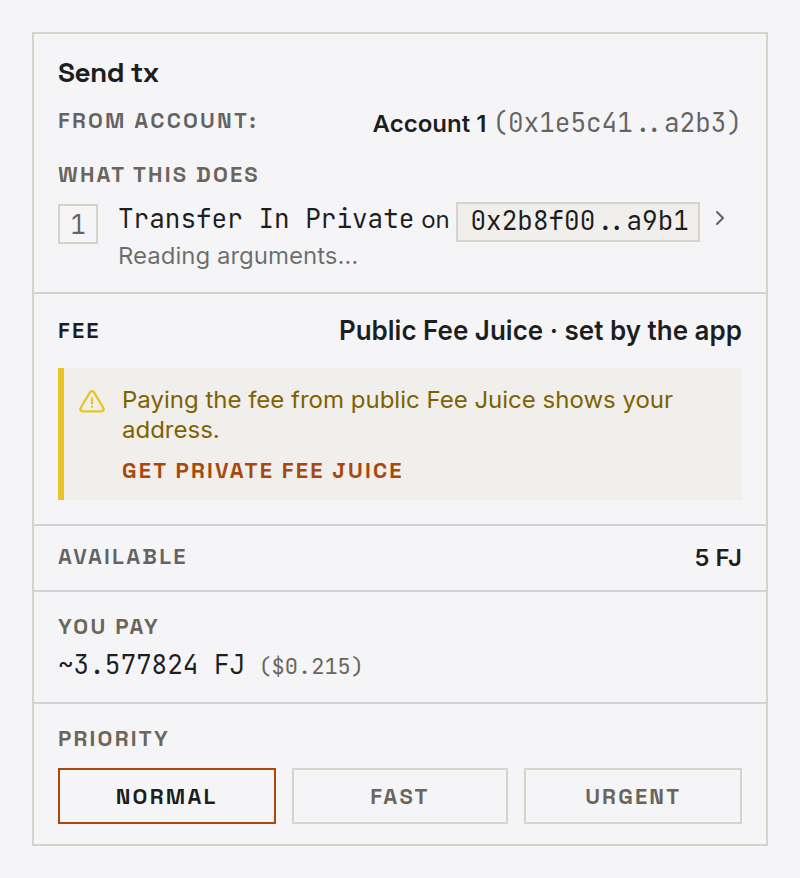 Send tx
FROM ACCOUNT: Account 1 (0x1e5c41..a2b3)
WHAT THIS DOES
1 Transfer In Private on 0x2b8f00..a9b1
Reading arguments...
FEE Public Fee Juice · set by the app
Paying the fee from public Fee Juice shows your
address.
GET PRIVATE FEE JUICE
AVAILABLE 5 FJ
YOU PAY
~3.577824 FJ ($0.215)
PRIORITY
NORMAL FAST URGENT